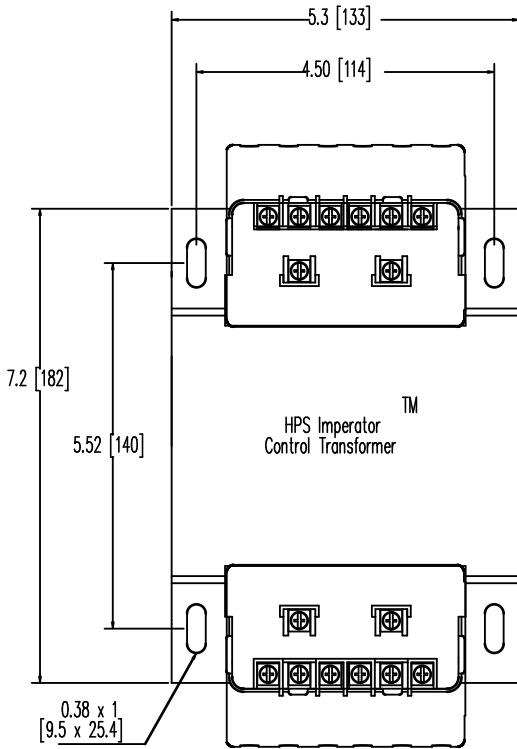 5.3 [133]
4.50 [114]
7.2 [182]
5.52 [140]
TM
HPS Imperator
Control Transformer
0.38 x 1
[9.5 x 25.4]